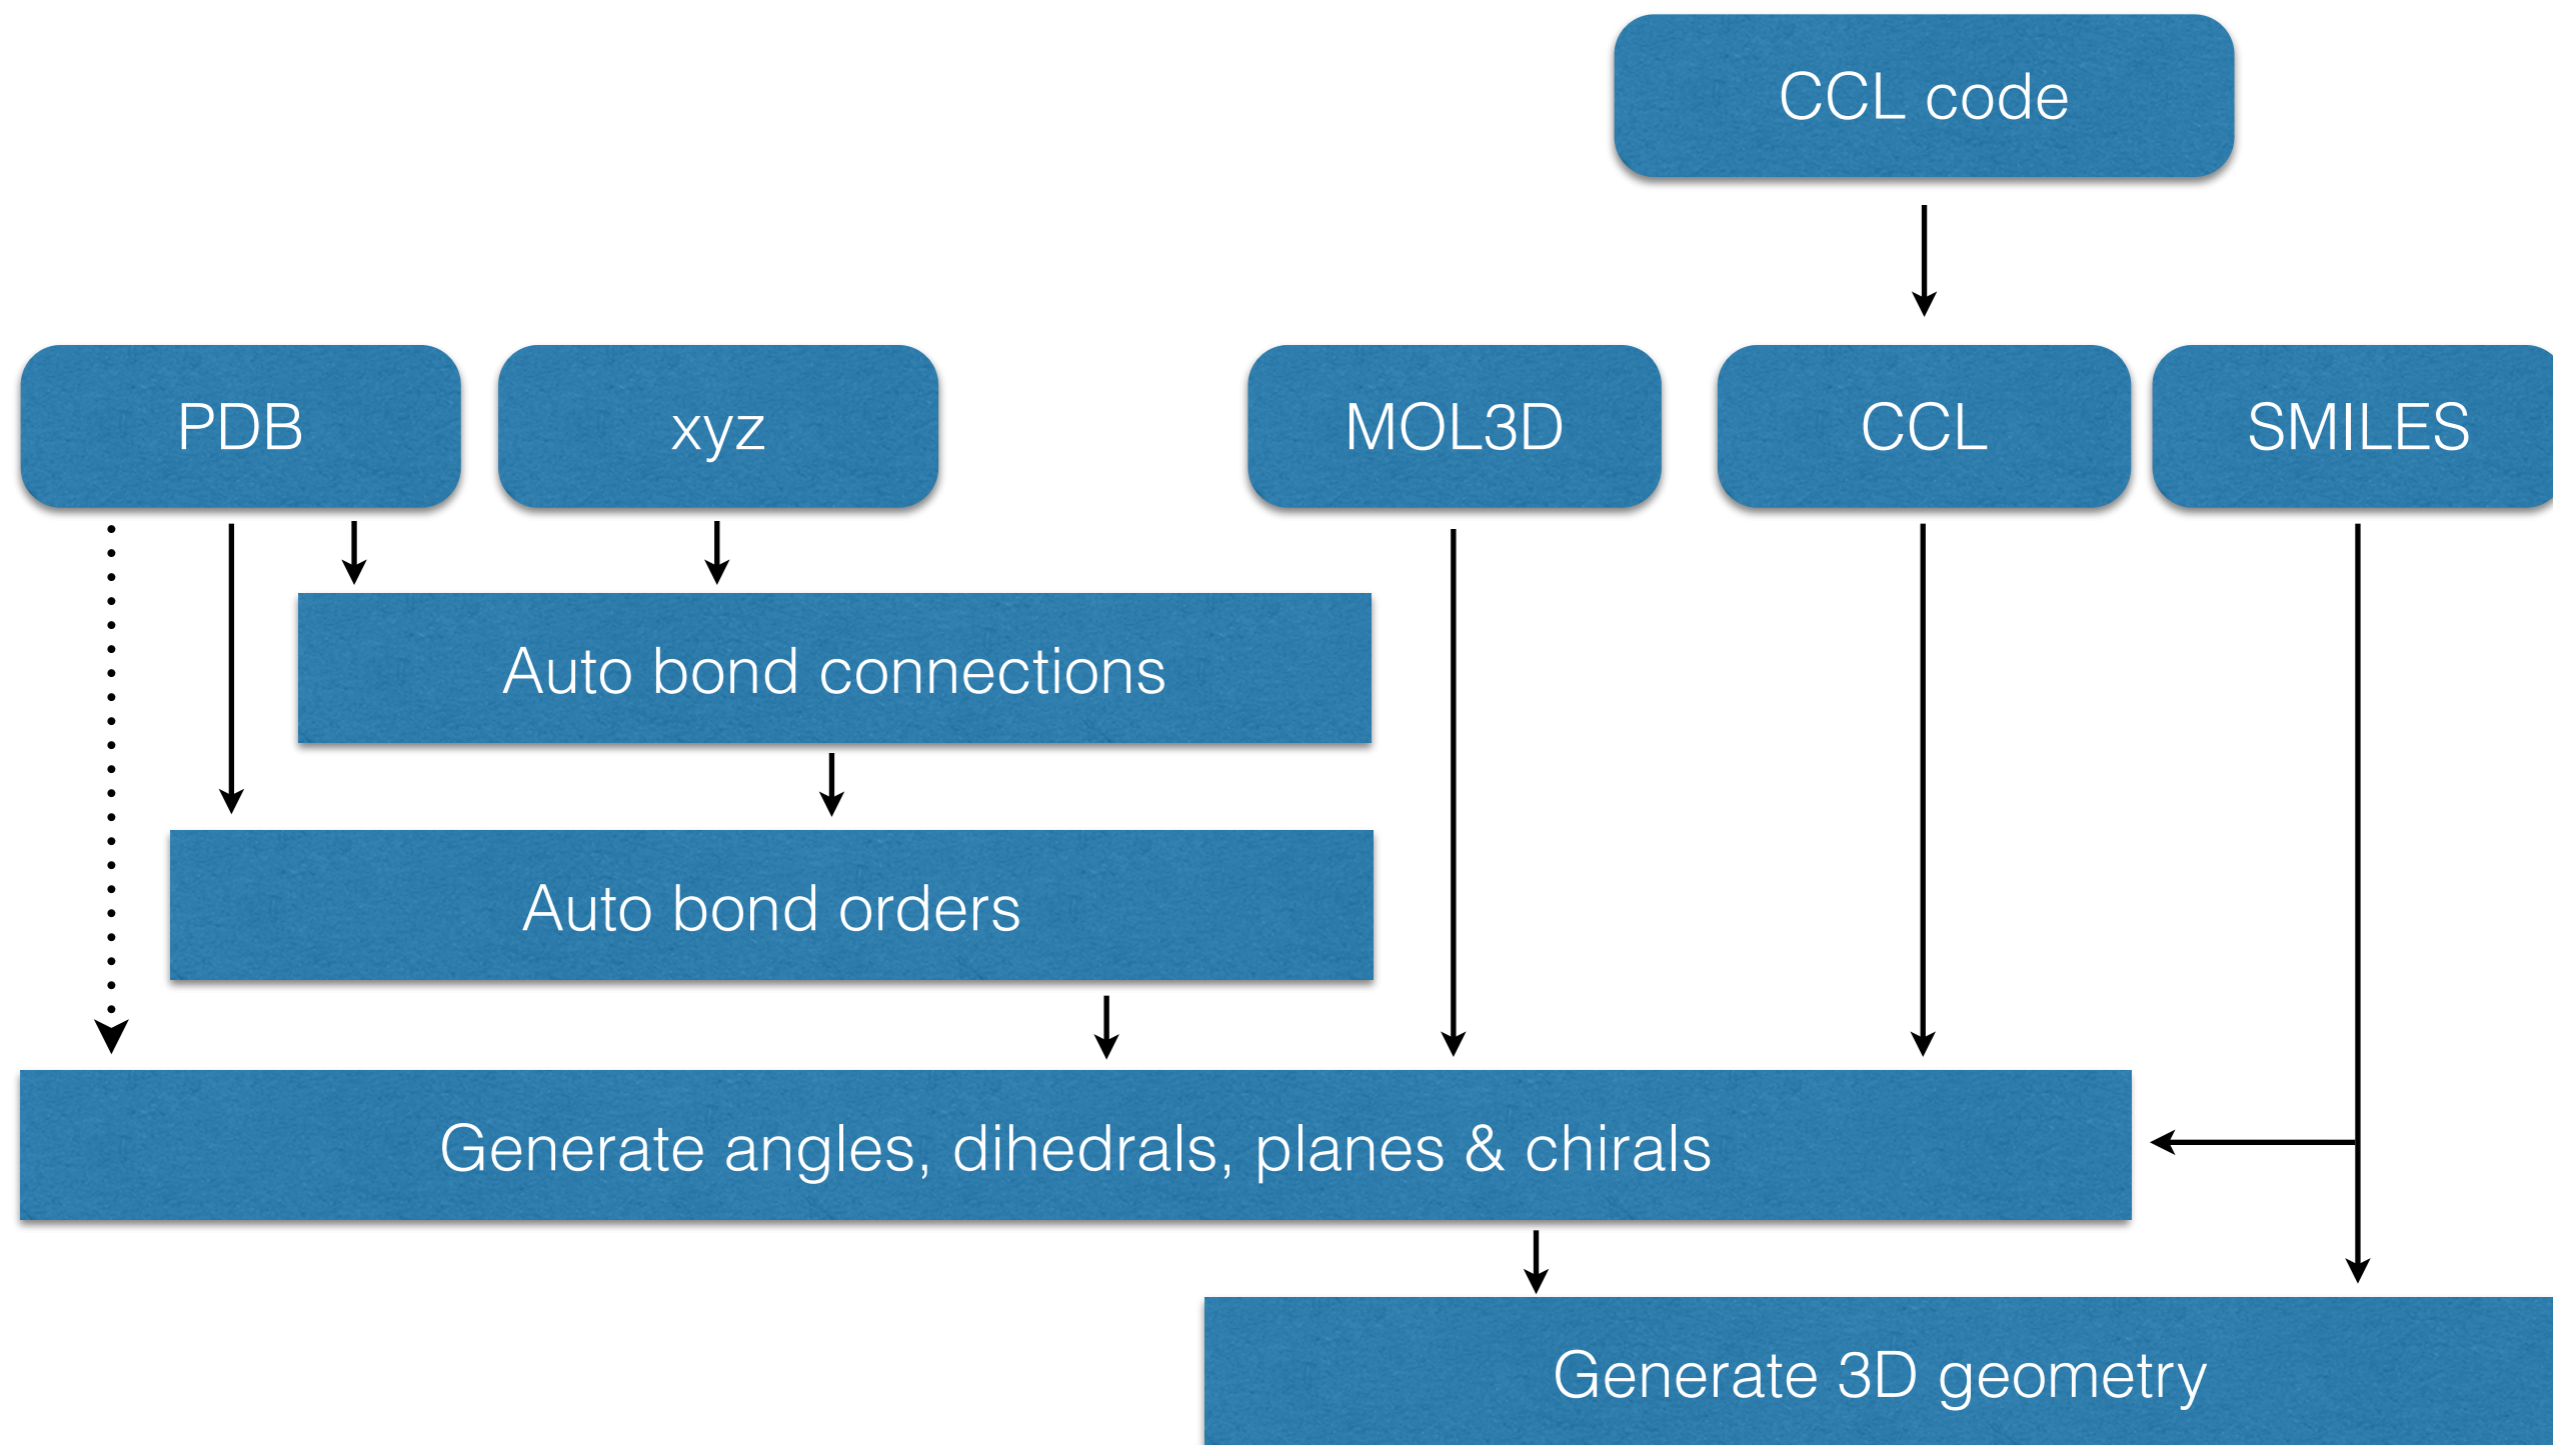 CCL code
PDB
xyz
MOL3D
CCL
SMILES
Auto bond connections
Auto bond orders
Generate angles, dihedrals, planes & chirals
Generate 3D geometry